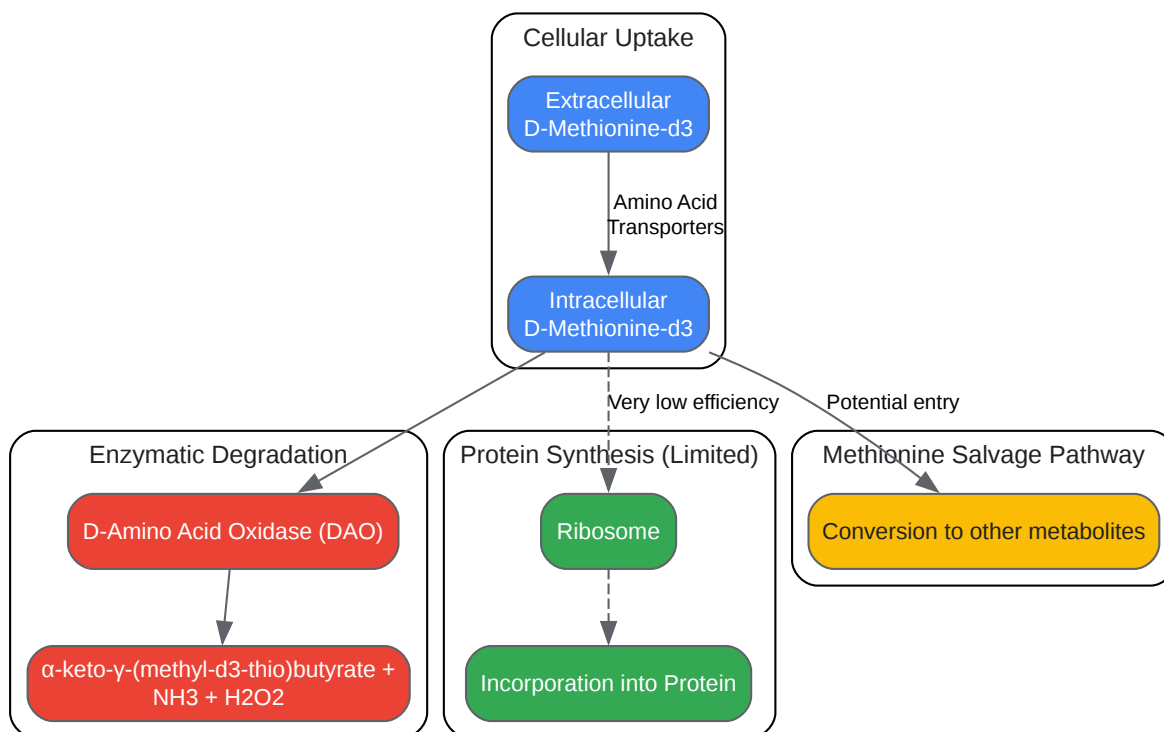 Cellular Uptake
Extracellular
D-Methionine-d3
Amino Acid
Transporters
Intracellular
D-Methionine-d3
Very low efficiency
Potential entry
Enzymatic Degradation
D-Amino Acid Oxidase (DAO)
α-keto-γ-(methyl-d3-thio)butyrate +
NH3 + H2O2
Protein Synthesis (Limited)
Ribosome
Incorporation into Protein
Methionine Salvage Pathway
Conversion to other metabolites